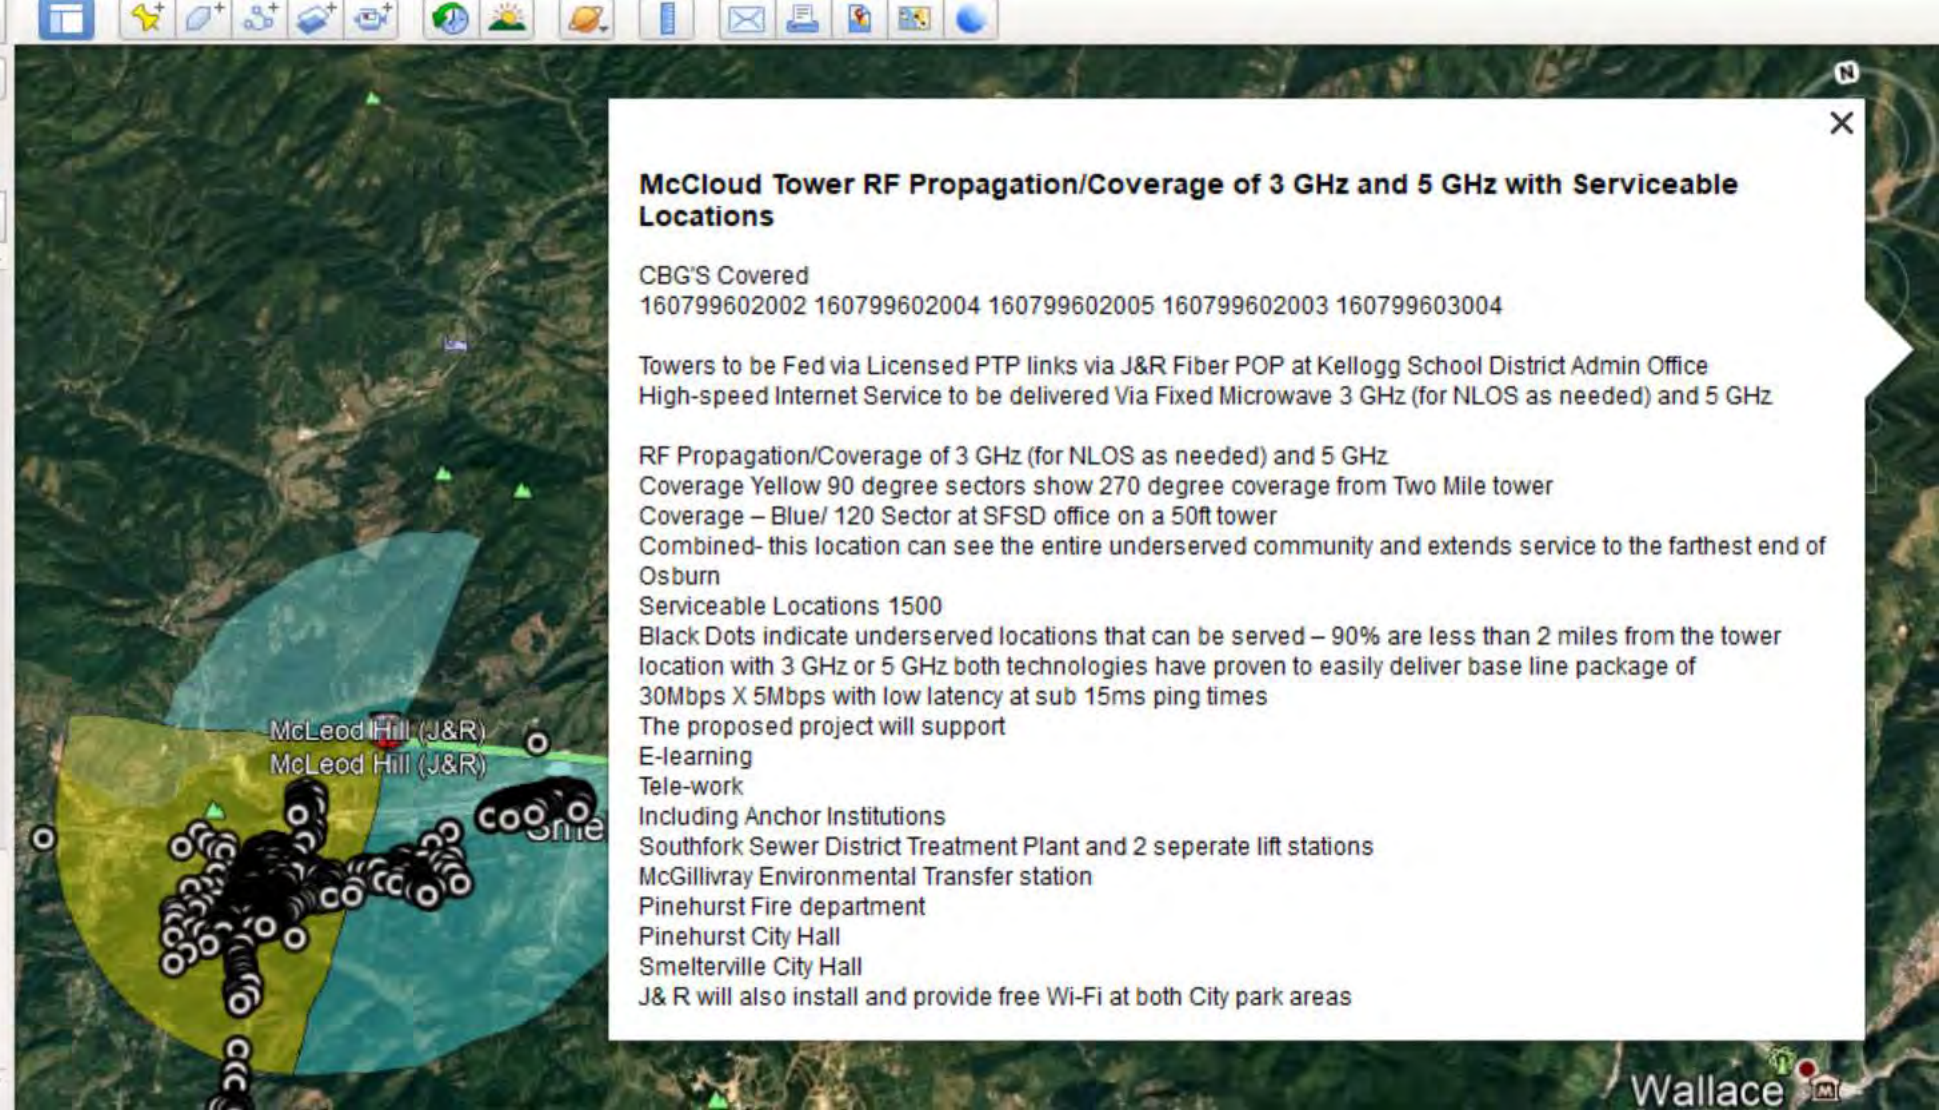 N
McCloud Tower RF Propagation/Coverage of 3 GHz and 5 GHz with Serviceable
Locations
CBG'S Covered
160799602002 160799602004 160799602005 160799602003 160799603004
Towers to be Fed via Licensed PTP links via J&R Fiber POP at Kellogg School District Admin Office
High-speed Internet Service to be delivered Via Fixed Microwave 3 GHz (for NLOS as needed) and 5 GHz
RF Propagation/Coverage of 3 GHz (for NLOS as needed) and 5 GHz
Coverage Yellow 90 degree sectors show 270 degree coverage from Two Mile tower
Coverage – Blue/ 120 Sector at SFSD office on a 50ft tower
Combined- this location can see the entire underserved community and extends service to the farthest end of
Osburn
Serviceable Locations 1500
Black Dots indicate underserved locations that can be served – 90% are less than 2 miles from the tower
location with 3 GHz or 5 GHz both technologies have proven to easily deliver base line package of
30Mbps X 5Mbps with low latency at sub 15ms ping times
The proposed project will support
E-learning
Tele-work
Including Anchor Institutions
Southfork Sewer District Treatment Plant and 2 seperate lift stations
McGillivray Environmental Transfer station
Pinehurst Fire department
Pinehurst City Hall
Smelterville City Hall
J& R will also install and provide free Wi-Fi at both City park areas
McLeod Hill (J&R)
McLeod Hill (J&R)
Sme
Wallace
M